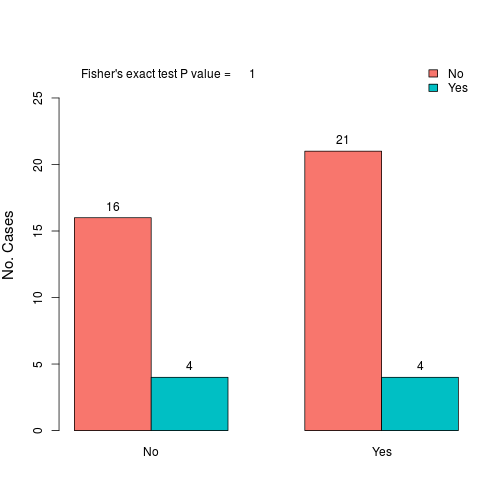 Fisher's exact test P value = 1
No
Yes
No. Cases
25
20
15
10
5
0
16
4
21
4
No
Yes